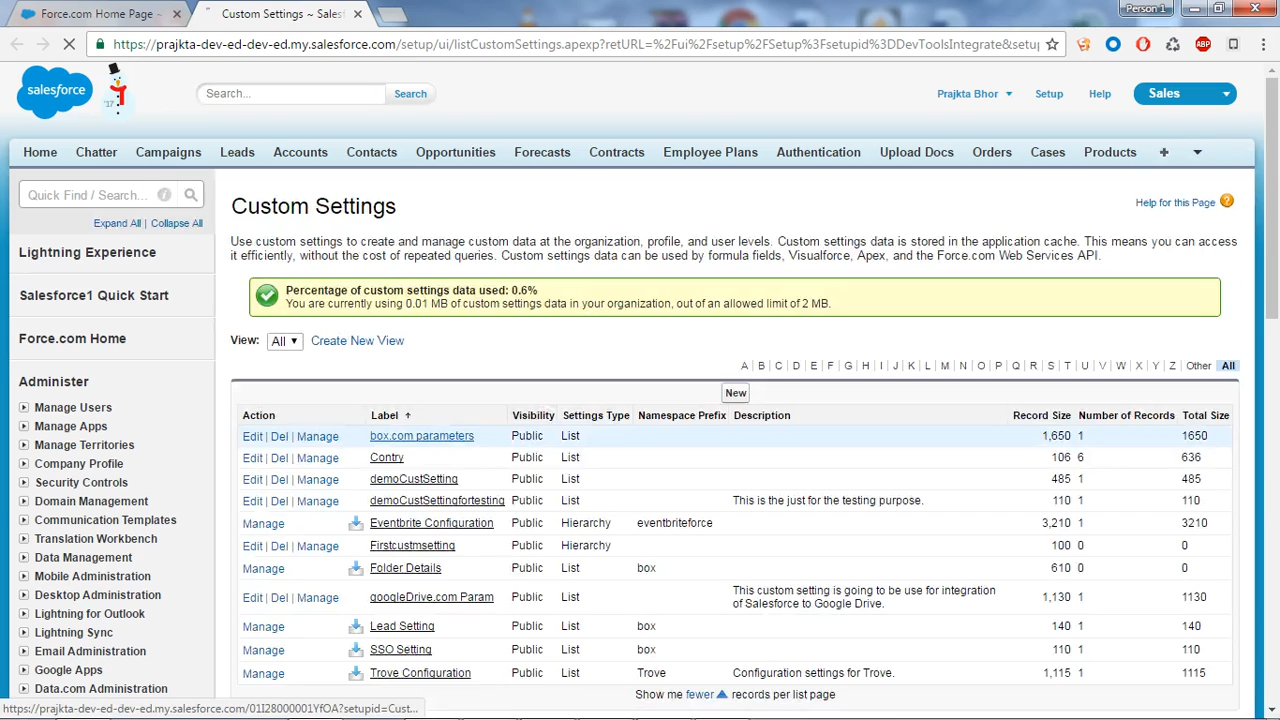 Force.com Home Page ~
Custom Settings ~ Sales
Person 1
https://prajkta-dev-ed-dev-ed.my.salesforce.com/setup/ui/listCustomSettings.apexp?retURL=%2Fui%2Fsetup%2FSetup%3Fsetupid%3DDevToolsIntegrate&setu
ABP
salesforce
'17
Search...
Search
Prajkta Bhor
Setup
Help
Sales
Home
Chatter
Campaigns
Leads
Accounts
Contacts
Opportunities
Forecasts
Contracts
Employee Plans
Authentication
Upload Docs
Orders
Cases
Products
+
Quick Find / Search...
Expand All | Collapse All
Lightning Experience
Salesforce1 Quick Start
Force.com Home
Administer
Manage Users
Manage Apps
Manage Territories
Company Profile
Security Controls
Domain Management
Communication Templates
Translation Workbench
Data Management
Mobile Administration
Desktop Administration
Lightning for Outlook
Lightning Sync
Email Administration
Google Apps
Data.com Administration
Custom Settings
Help for this Page ?
Use custom settings to create and manage custom data at the organization, profile, and user levels. Custom settings data is stored in the application cache. This means you can access
it efficiently, without the cost of repeated queries. Custom settings data can be used by formula fields, Visualforce, Apex, and the Force.com Web Services API.
Percentage of custom settings data used: 0.6%
You are currently using 0.01 MB of custom settings data in your organization, out of an allowed limit of 2 MB.
View: All Create New View
A | B | C | D | E | F | G | H | I | J | K | L | M | N | O | P | Q | R | S | T | U | V | W | X | Y | Z | Other All
New
Action Label Visibility Settings Type Namespace Prefix Description Record Size Number of Records Total Size
Edit | Del | Manage box.com parameters Public List 1,650 1 1650
Edit | Del | Manage Contry Public List 106 6 636
Edit | Del | Manage demoCustSetting Public List 485 1 485
Edit | Del | Manage demoCustSettingfortesting Public List This is the just for the testing purpose. 110 1 110
Manage Eventbrite Configuration Public Hierarchy eventbriteforce 3,210 1 3210
Edit | Del | Manage Firstcustmsetting Public Hierarchy 100 0 0
Manage Folder Details Public List box 610 0 0
Edit | Del | Manage googleDrive.com Param Public List This custom setting is going to be use for integration 1,130 1 1130
of Salesforce to Google Drive.
Manage Lead Setting Public List box 140 1 140
Manage SSO Setting Public List box 110 1 110
Manage Trove Configuration Public List Trove Configuration settings for Trove. 1,115 1 1115
Show me fewer records per list page
https://prajkta-dev-ed-dev-ed.my.salesforce.com/01I28000001YfOA?setupid=Cust...